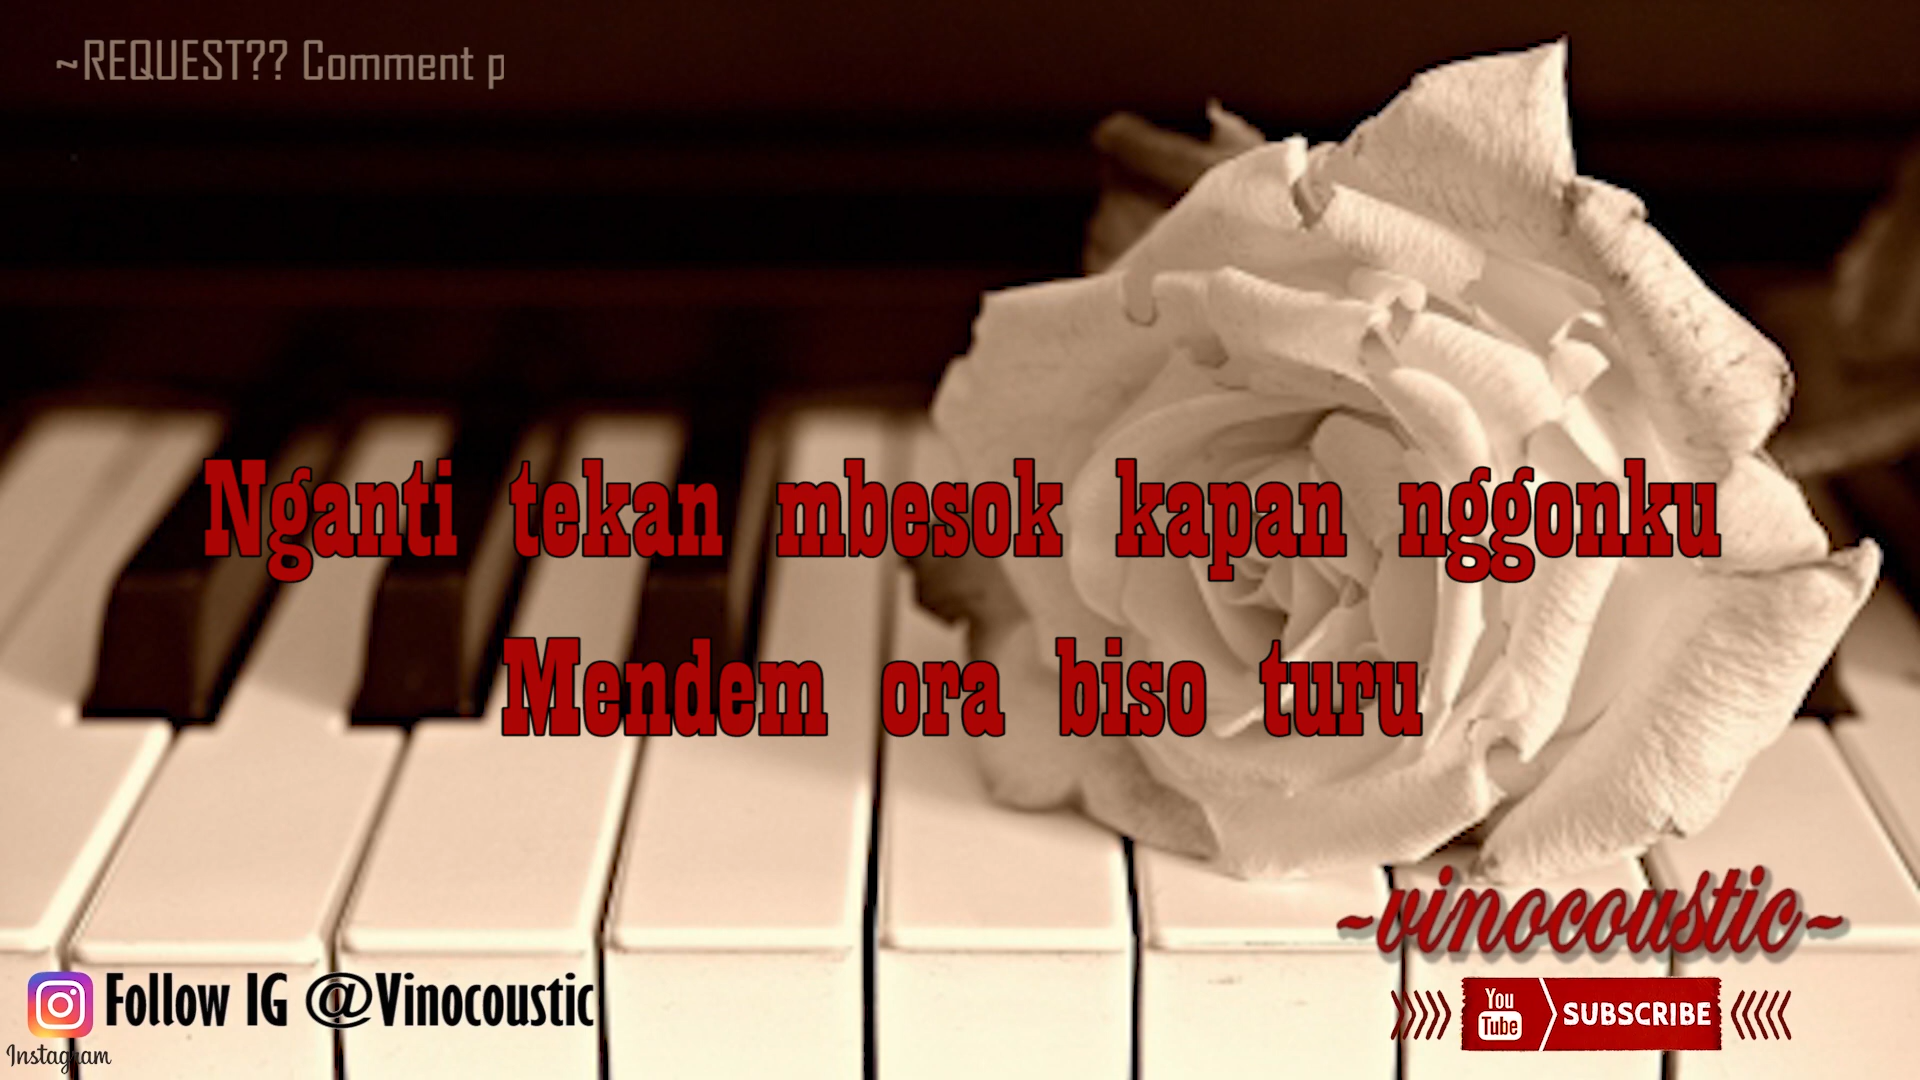 ~REQUEST?? Comment p
Nganti tekan mbesok kapan nggonku
Mendem ora biso turu
~vinocoustic~
Follow IG @Vinocoustic
Instagram
You Tube SUBSCRIBE